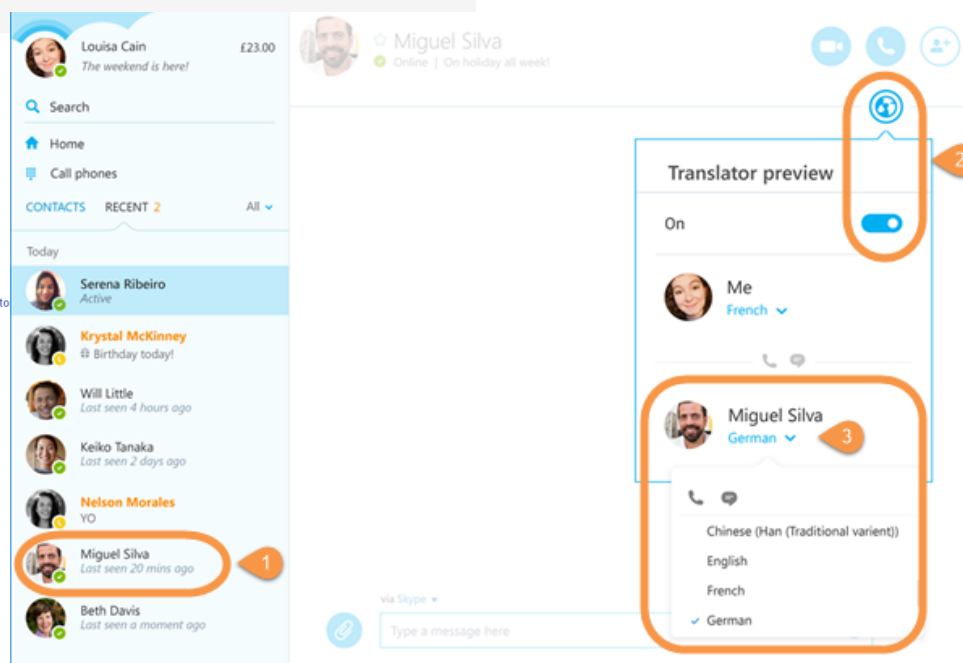 Louisa Cain £23.00
The weekend is here!
Search
Home
Call phones
CONTACTS RECENT 2 All
Today
Serena Ribeiro
Active
to
Krystal McKinney
Birthday today!
Will Little
Last seen 4 hours ago
Keiko Tanaka
Last seen 2 days ago
Nelson Morales
YO
Miguel Silva
Last seen 20 mins ago
1
Beth Davis
Last seen a moment ago
Miguel Silva
Online | On holiday all week!
2
Translator preview
On
Me
French
Miguel Silva
German
3
Chinese (Han (Traditional varient))
English
French
German
via Skype
Type a message here